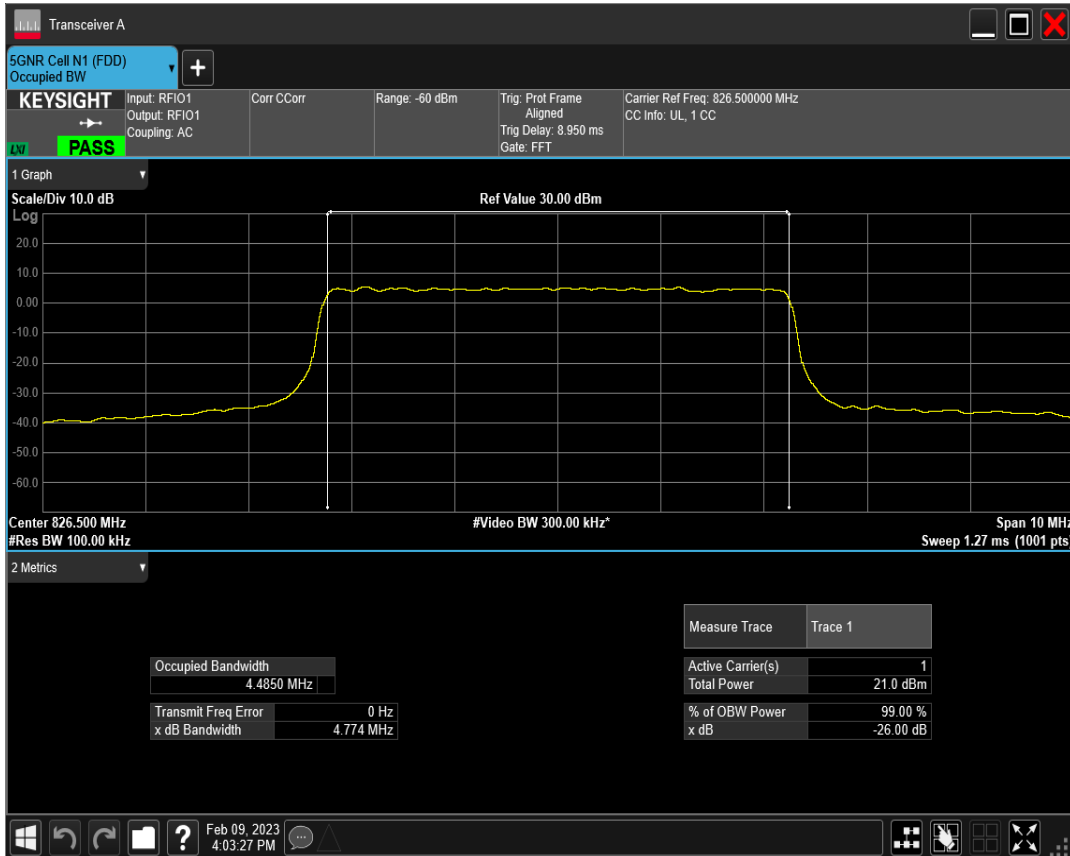 Transceiver A
5GNR Cell N1 (FDD)
Occupied BW
+
KEYSIGHT
LXI
PASS
Input: RFIO1
Output: RFIO1
Coupling: AC
Corr CCorr
Range: -60 dBm
Trig: Prot Frame
Aligned
Trig Delay: 8.950 ms
Gate: FFT
Carrier Ref Freq: 826.500000 MHz
CC Info: UL, 1 CC
1 Graph
Scale/Div 10.0 dB
Ref Value 30.00 dBm
Log
20.0
10.0
0.00
-10.0
-20.0
-30.0
-40.0
-50.0
-60.0
Center 826.500 MHz
#Video BW 300.00 kHz*
Span 10 MHz
#Res BW 100.00 kHz
Sweep 1.27 ms (1001 pts)
2 Metrics
Measure Trace Trace 1
Occupied Bandwidth
4.4850 MHz
Active Carrier(s) 1
Total Power 21.0 dBm
Transmit Freq Error 0 Hz
x dB Bandwidth 4.774 MHz
% of OBW Power 99.00 %
x dB -26.00 dB
?
Feb 09, 2023
4:03:27 PM